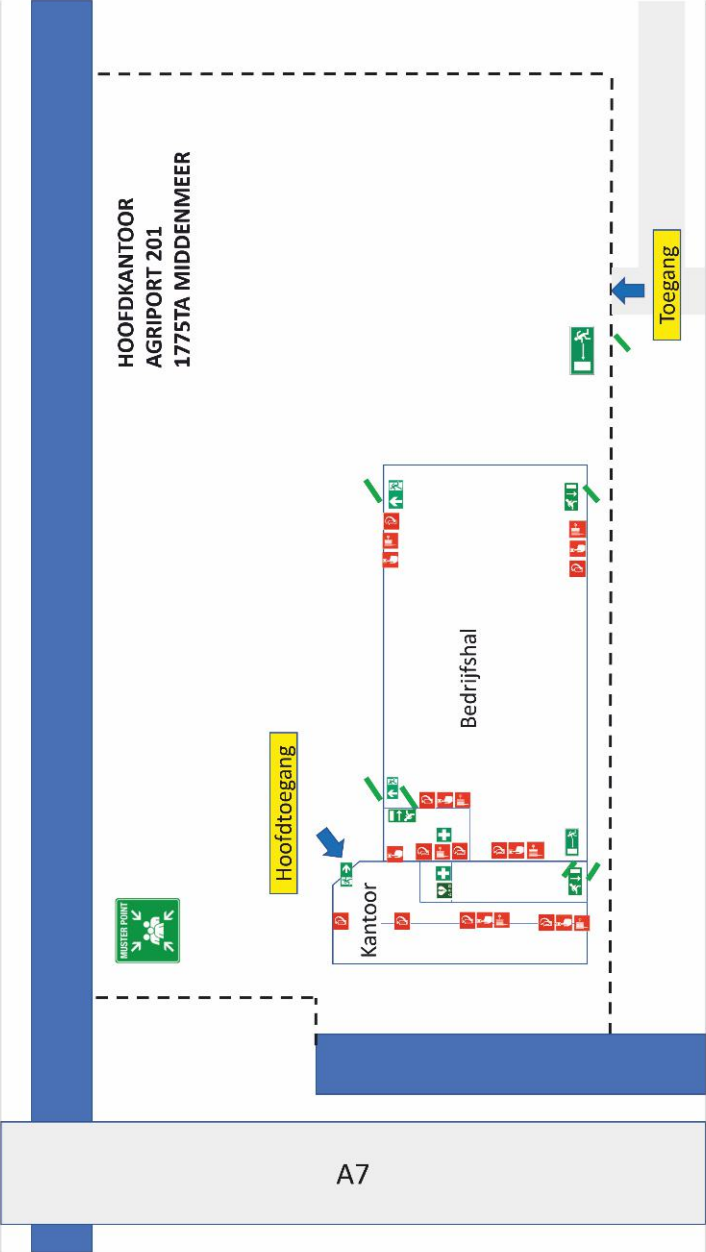 HOOFDKANTOOR
AGRIPORT 201
1775TA MIDDENMEER
Toegang
Bedrijfshal
Hoofdtoegang
Kantoor
MUSTER POINT
A7